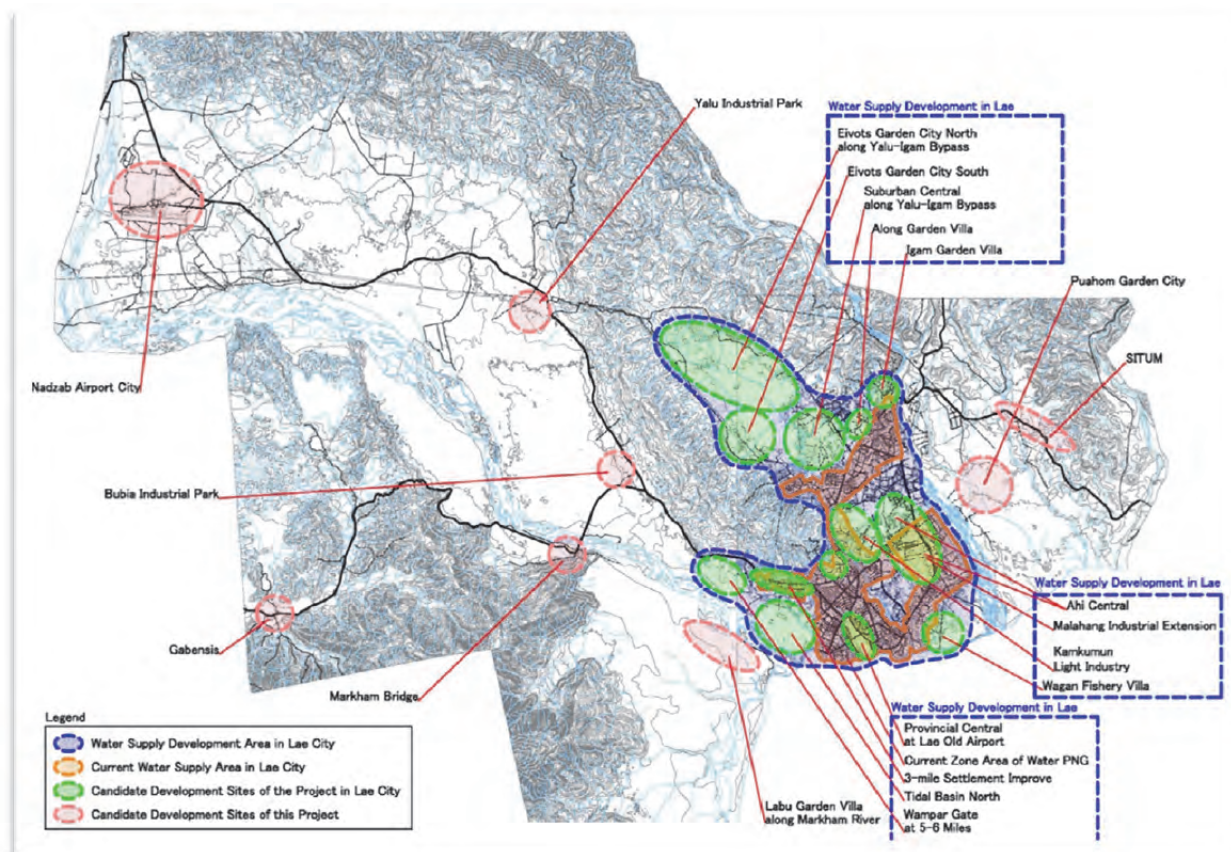 Yalu Industrial Park
Water Supply Development in Lae
Eivots Garden City North
along Yalu-Igam Bypass
Eivots Garden City South
Suburban Central
along Yalu-Igam Bypass
Along Garden Villa
Igam Garden Villa
Puahom Garden City
SITUM
Nadzab Airport City
Bubia Industrial Park
Gabensis
Markham Bridge
Water Supply Development in Lae
Ahi Central
Malahang Industrial Extension
Kamkumun
Light Industry
Wagan Fishery Villa
Water Supply Development in Lae
Provincial Central
at Lae Old Airport
Current Zone Area of Water PNG
3-mile Settlement Improve
Tidal Basin North
Wampar Gate
at 5-6 Miles
Labu Garden Villa
along Markham River
Legend
Water Supply Development Area in Lae City
Current Water Supply Area in Lae City
Candidate Development Sites of the Project in Lae City
Candidate Development Sites of this Project